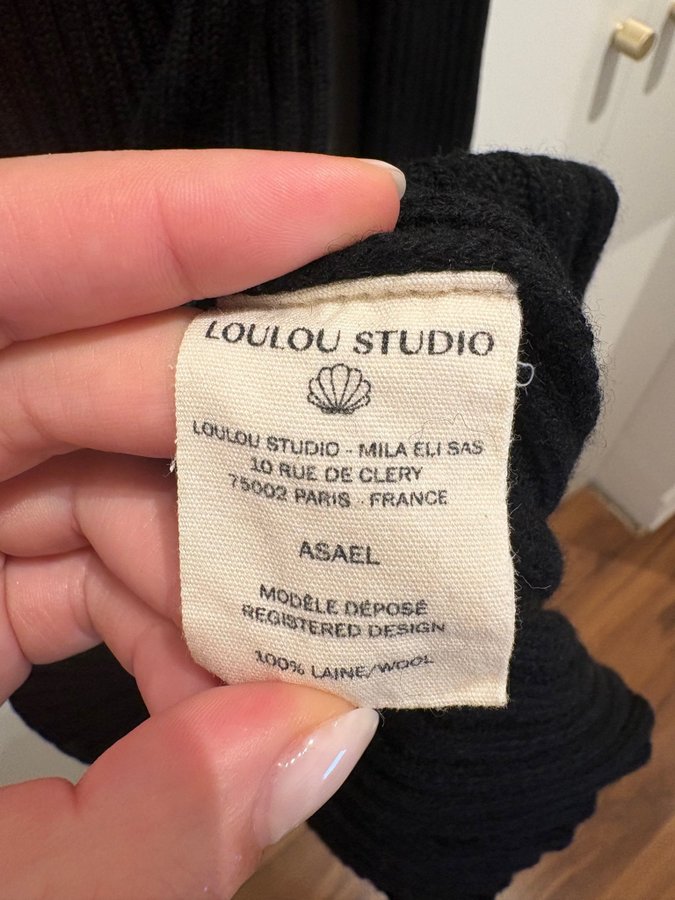 LOULOU STUDIO
LOULOU STUDIO - MILA ELI SAS
10 RUE DE CLERY
75002 PARIS - FRANCE
ASAEL
MODÈLE DÉPOSÉ
REGISTERED DESIGN
100% LAINE/WOOL